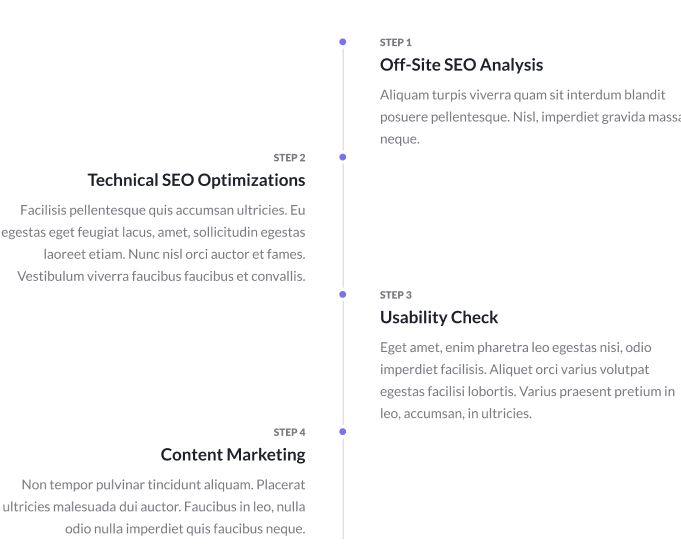 STEP 1
Off-Site SEO Analysis
Aliquam turpis viverra quam sit interdum blandit
posuere pellentesque. Nisl, imperdiet gravida massa
neque.
STEP 2
Technical SEO Optimizations
Facilisis pellentesque quis accumsan ultricies. Eu
egestas eget feugiat lacus, amet, sollicitudin egestas
laoreet etiam. Nunc nisl orci auctor et fames.
Vestibulum viverra faucibus faucibus et convallis.
STEP 3
Usability Check
Eget amet, enim pharetra leo egestas nisi, odio
imperdiet facilisis. Aliquet orci varius volutpat
egestas facilisi lobortis. Varius praesent pretium in
leo, accumsan, in ultricies.
STEP 4
Content Marketing
Non tempor pulvinar tincidunt aliquam. Placerat
ultricies malesuada dui auctor. Faucibus in leo, nulla
odio nulla imperdiet quis faucibus neque.